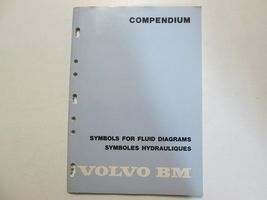 COMPENDIUM
SYMBOLS FOR FLUID DIAGRAMS
SYMBOLES HYDRAULIQUES
VOLVO BM